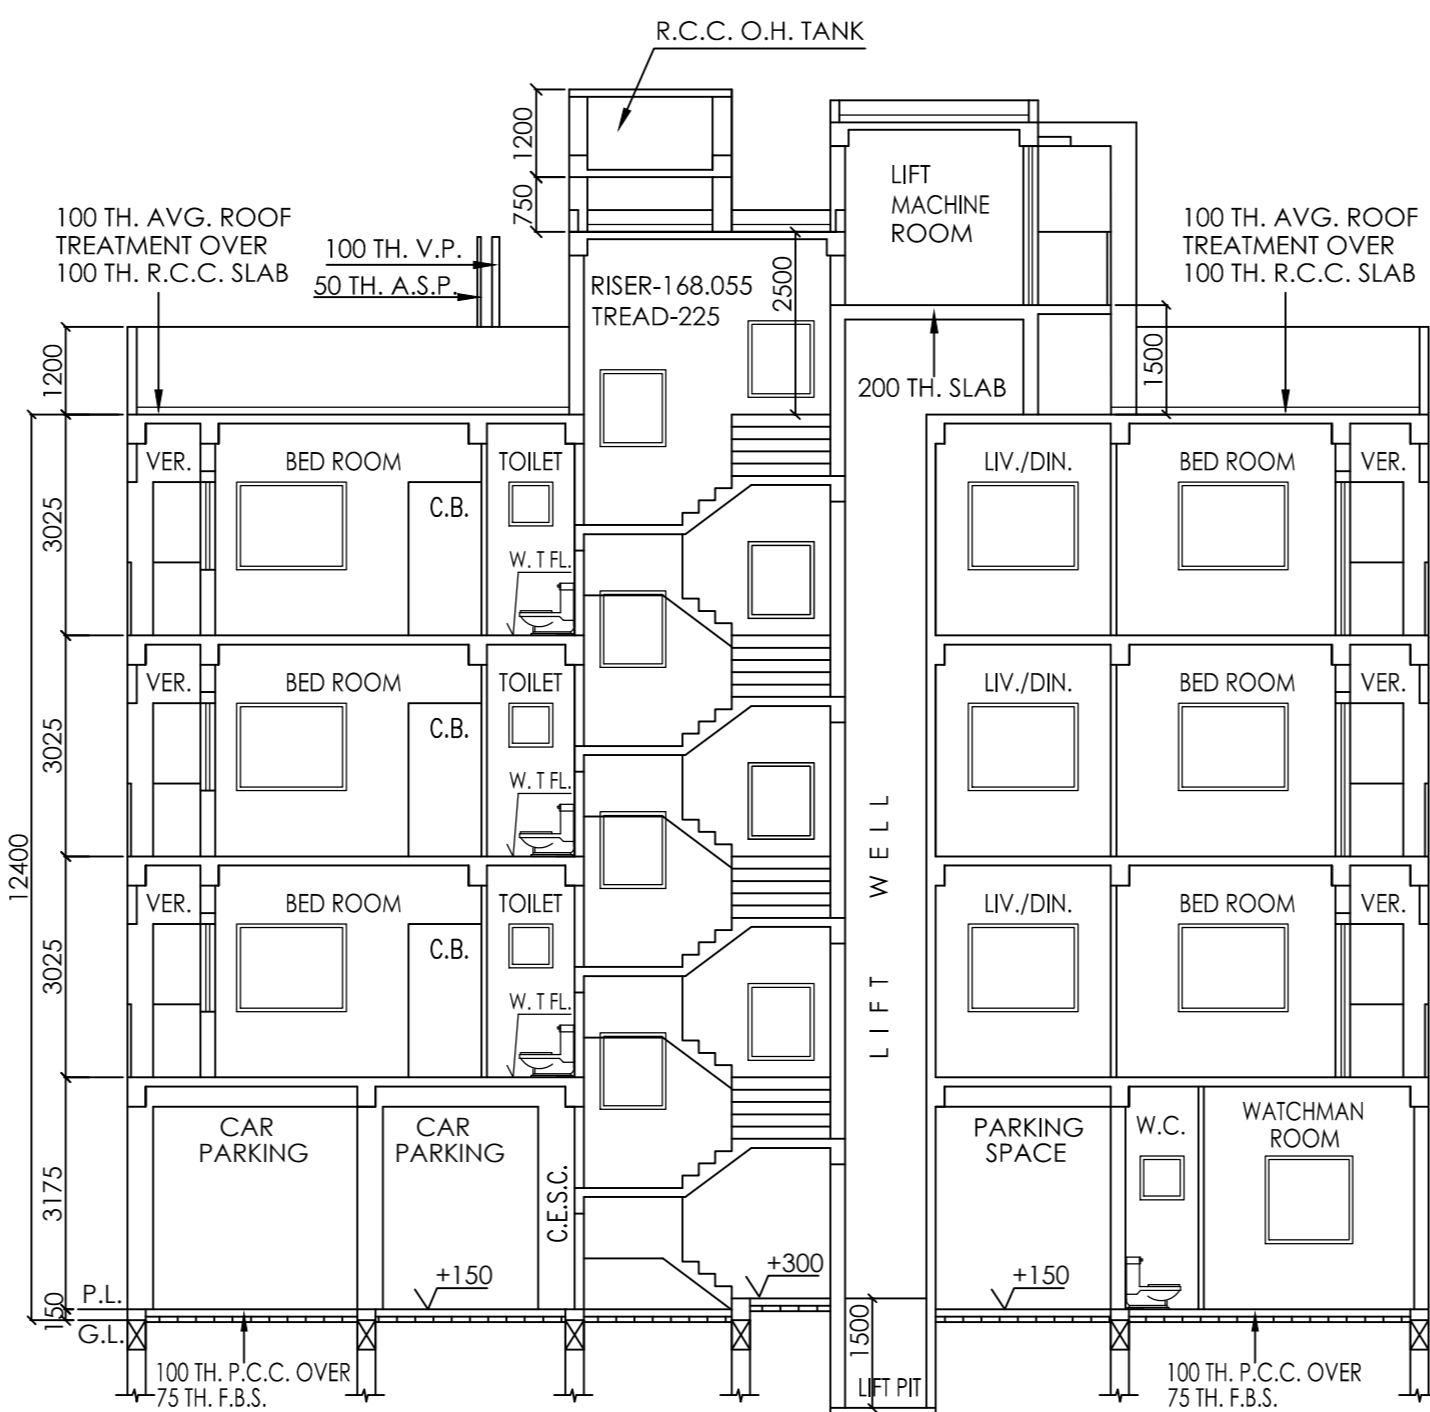 R.C.C. O.H. TANK
1200
750
LIFT
MACHINE
ROOM
100 TH. AVG. ROOF
TREATMENT OVER
100 TH. R.C.C. SLAB
100 TH. V.P.
50 TH. A.S.P.
RISER-168.055
TREAD-225
2500
100 TH. AVG. ROOF
TREATMENT OVER
100 TH. R.C.C. SLAB
1200
200 TH. SLAB
1500
12400
3025
VER.
BED ROOM
C.B.
TOILET
W. T FL.
LIV./DIN.
BED ROOM
VER.
3025
VER.
BED ROOM
C.B.
TOILET
W. T FL.
LIV./DIN.
BED ROOM
VER.
3025
VER.
BED ROOM
C.B.
TOILET
W. T FL.
LIFT WELL
LIV./DIN.
BED ROOM
VER.
3175
CAR
PARKING
CAR
PARKING
C.E.S.C.
PARKING
SPACE
W.C.
WATCHMAN
ROOM
+150
+300
+150
P.L.
150
G.L.
1500
LIFT PIT
100 TH. P.C.C. OVER
75 TH. F.B.S.
100 TH. P.C.C. OVER
75 TH. F.B.S.